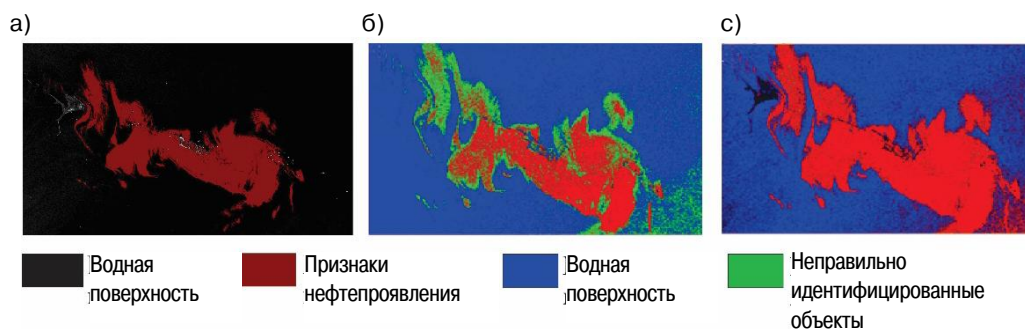 а)
б)
с)
Водная
поверхность
Признаки
нефтепроявления
Водная
поверхность
Неправильно
идентифицированные
объекты